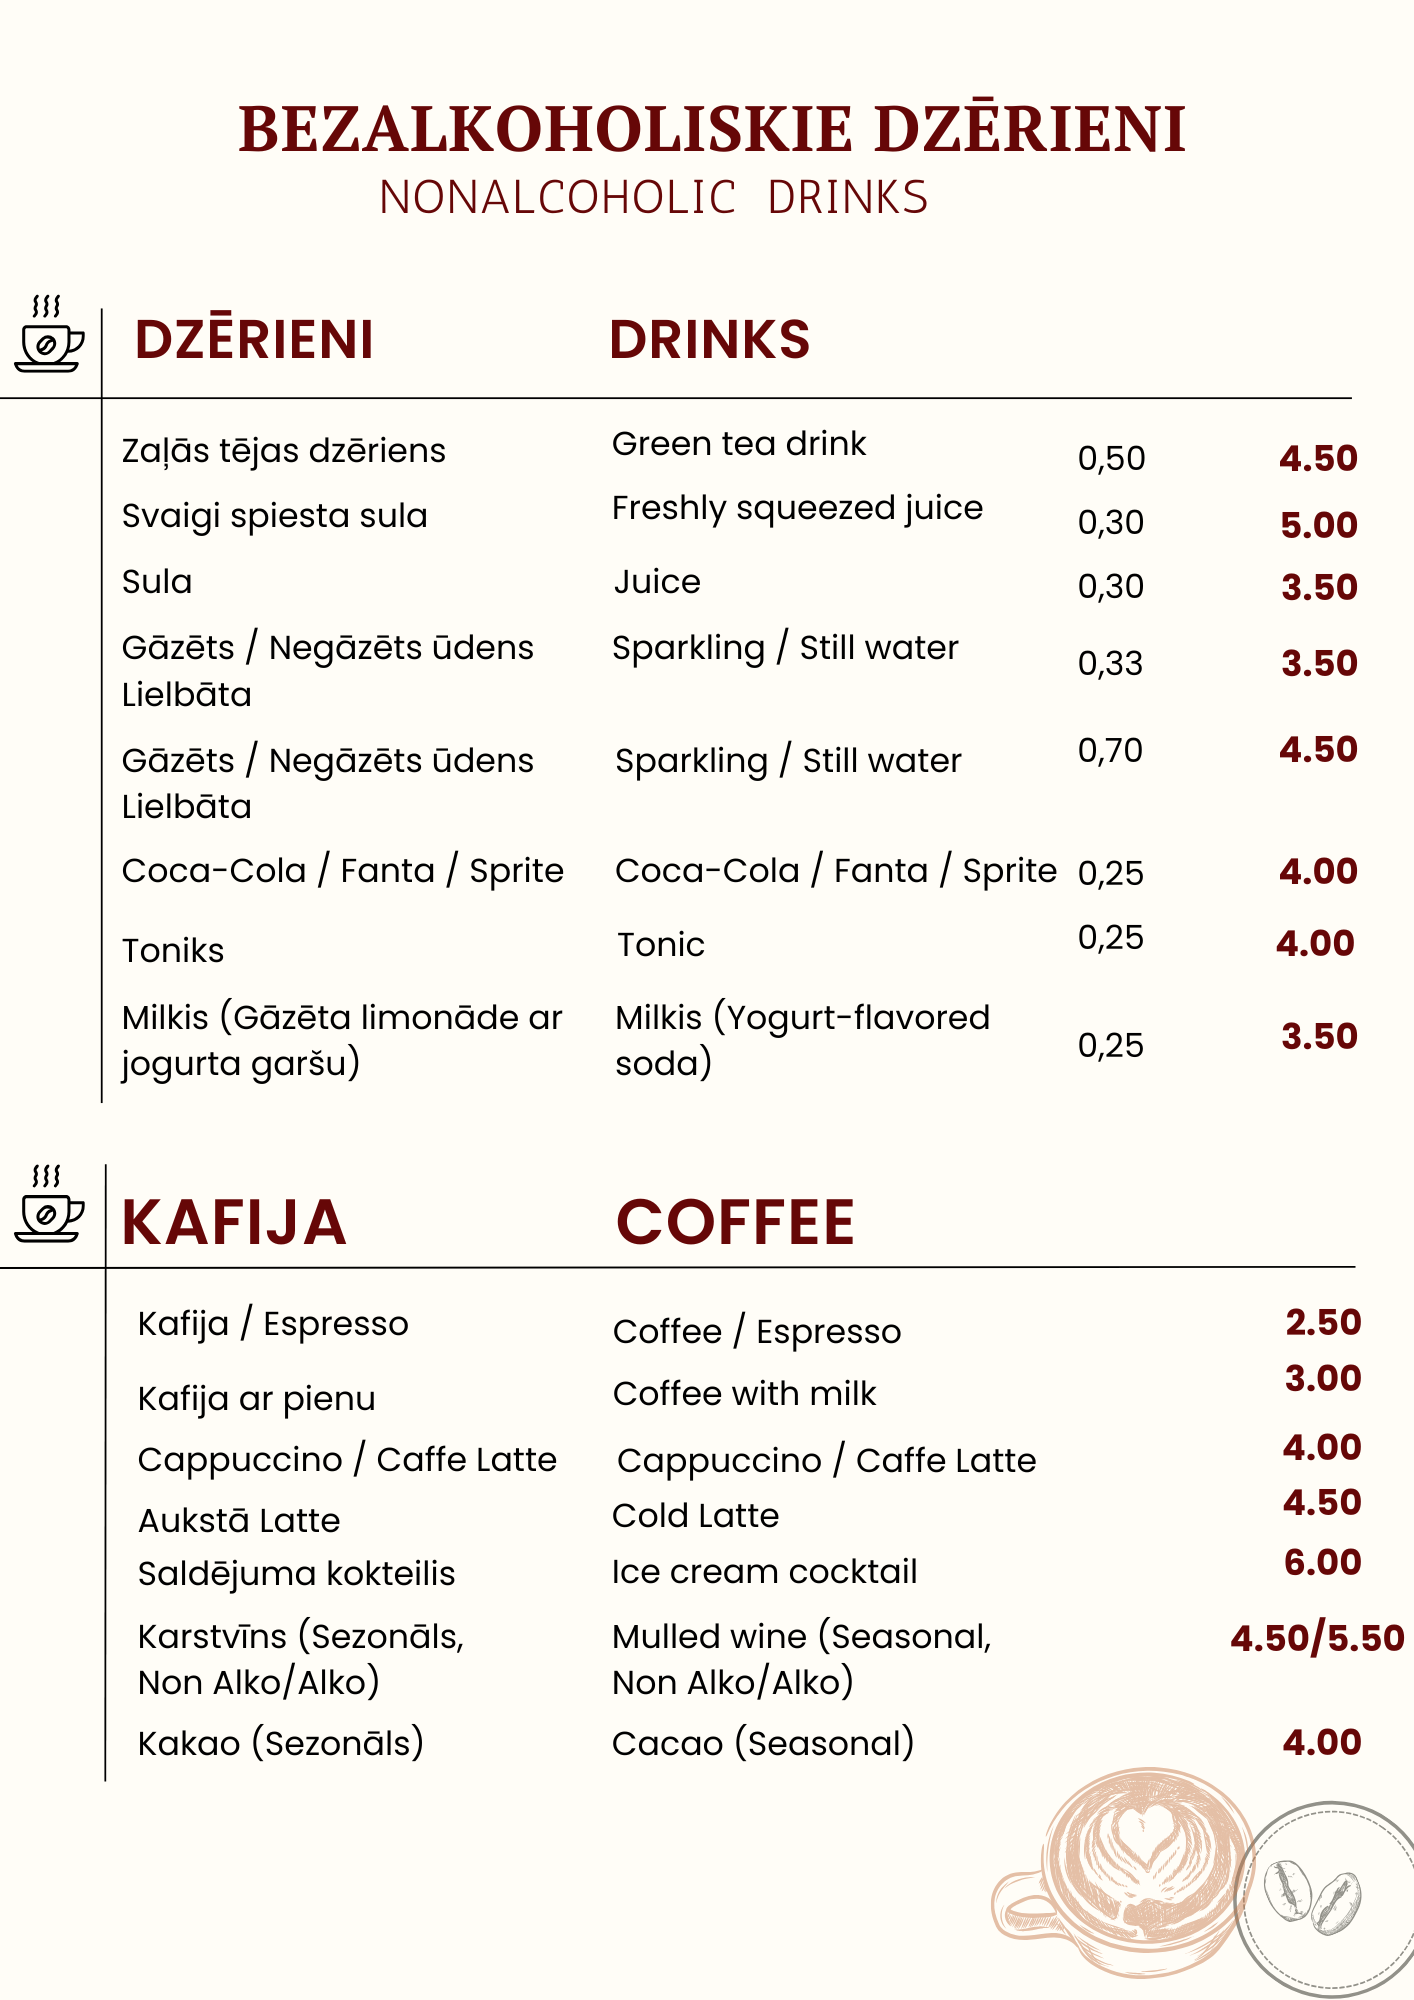 BEZALKOHOLISKIE DZĒRIENI
NONALCOHOLIC DRINKS
DZĒRIENI DRINKS
Zaļās tējas dzēriens Green tea drink 0,50 4.50
Svaigi spiesta sula Freshly squeezed juice 0,30 5.00
Sula Juice 0,30 3.50
Gāzēts / Negāzēts ūdens Sparkling / Still water 0,33 3.50
Lielbāta
Gāzēts / Negāzēts ūdens Sparkling / Still water 0,70 4.50
Lielbāta
Coca-Cola / Fanta / Sprite Coca-Cola / Fanta / Sprite 0,25 4.00
Toniks Tonic 0,25 4.00
Milkis (Gāzēta limonāde ar Milkis (Yogurt-flavored 0,25 3.50
jogurta garšu) soda)
KAFIJA COFFEE
Kafija / Espresso Coffee / Espresso 2.50
Kafija ar pienu Coffee with milk 3.00
Cappuccino / Caffe Latte Cappuccino / Caffe Latte 4.00
Aukstā Latte Cold Latte 4.50
Saldējuma kokteilis Ice cream cocktail 6.00
Karstvīns (Sezonāls, Mulled wine (Seasonal, 4.50/5.50
Non Alko/Alko) Non Alko/Alko)
Kakao (Sezonāls) Cacao (Seasonal) 4.00